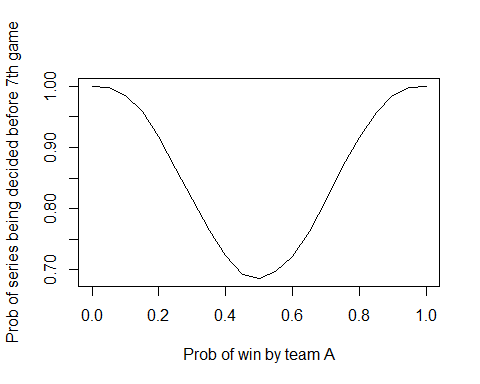 Prob of series being decided before 7th game
1.00
0.90
0.80
0.70
0.0 0.2 0.4 0.6 0.8 1.0
Prob of win by team A